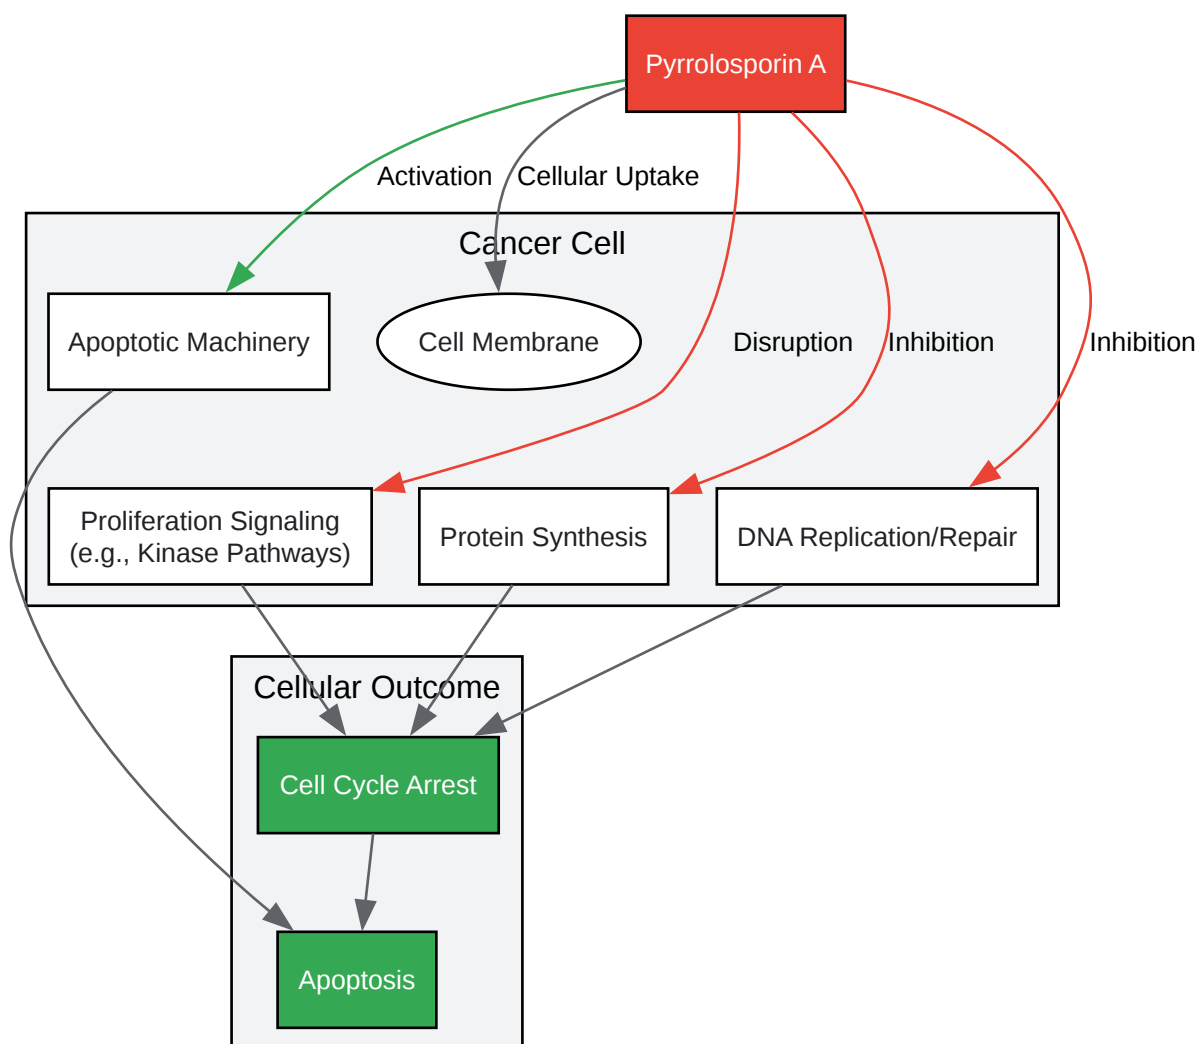 Pyrrolosporin A
Activation
Cellular Uptake
Cancer Cell
Apoptotic Machinery
Cell Membrane
Disruption
Inhibition
Inhibition
Proliferation Signaling
(e.g., Kinase Pathways)
Protein Synthesis
DNA Replication/Repair
Cellular Outcome
Cell Cycle Arrest
Apoptosis